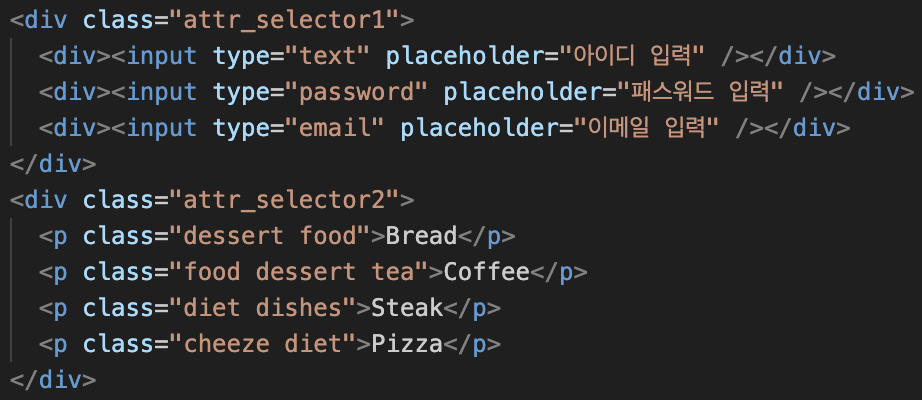 <div class="attr_selector1">
  <div><input type="text" placeholder="아이디 입력" /></div>
  <div><input type="password" placeholder="패스워드 입력" /></div>
  <div><input type="email" placeholder="이메일 입력" /></div>
</div>
<div class="attr_selector2">
  <p class="dessert food">Bread</p>
  <p class="food dessert tea">Coffee</p>
  <p class="diet dishes">Steak</p>
  <p class="cheeze diet">Pizza</p>
</div>